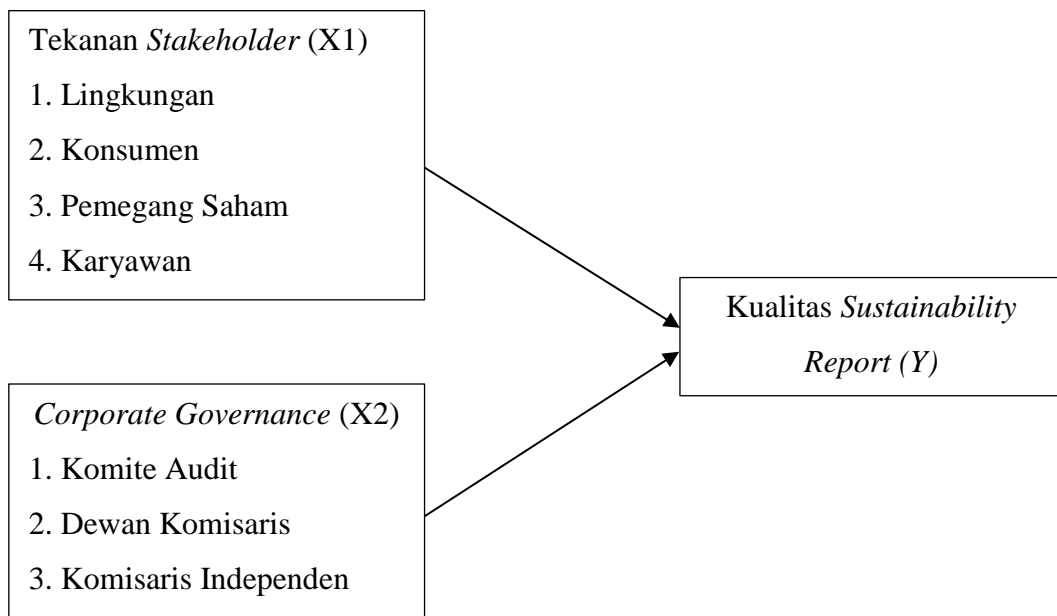 Tekanan Stakeholder (X1)
1. Lingkungan
2. Konsumen
3. Pemegang Saham
4. Karyawan
Kualitas Sustainability
Report (Y)
Corporate Governance (X2)
1. Komite Audit
2. Dewan Komisaris
3. Komisaris Independen